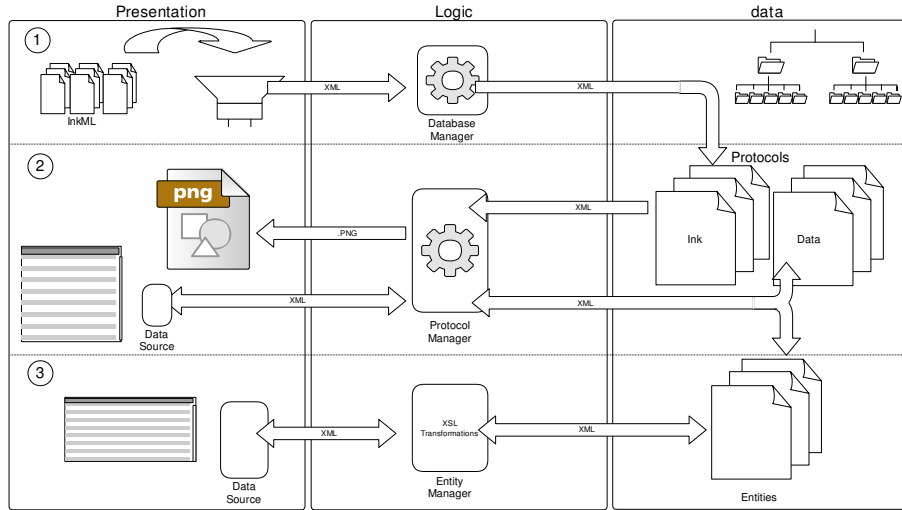 Presentation
Logic
data
1
InkML
XML
Database
Manager
XML
2
png
.PNG
XML
Protocols
Ink
Data
XML
Data
Source
Protocol
Manager
XML
3
Data
Source
XML
XSL
Transformations
Entity
Manager
XML
Entities